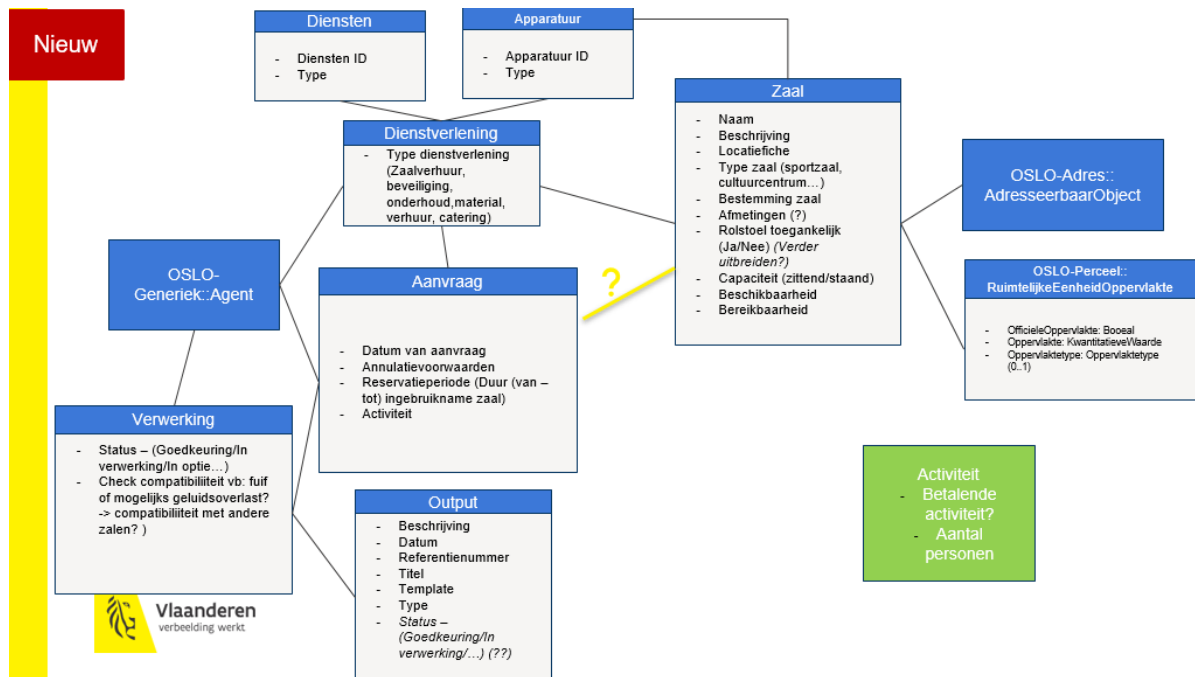 Nieuw
Diensten
- Diensten ID
- Type
Apparatuur
- Apparatuur ID
- Type
Dienstverlening
- Type dienstverlening
(Zaalverhuur,
beveiliging,
onderhoud,material,
verhuur, catering)
Zaal
- Naam
- Beschrijving
- Locatiefiche
- Type zaal (sportzaal,
cultuurcentrum…)
- Bestemming zaal
- Afmetingen (?)
- Rolstoel toegankelijk
(Ja/Nee) (Verder
uitbreiden?)
- Capaciteit (zittend/staand)
- Beschikbaarheid
- Bereikbaarheid
OSLO-Adres::
AdresseerbaarObject
OSLO-Perceel::
RuimtelijkeEenheidOppervlakte
- OfficieleOppervlakte: Booeal
- Oppervlakte: KwantitatieveWaarde
- Oppervlaktetype: Oppervlaktetype
(0..1)
OSLO-
Generiek::Agent
Aanvraag
- Datum van aanvraag
- Annulatievoorwaarden
- Reservatieperiode (Duur (van –
tot) ingebruikname zaal)
- Activiteit
?
Verwerking
- Status – (Goedkeuring/In
verwerking/In optie…)
- Check compatibiliiteit vb: fuif
of mogelijks geluidsoverlast?
-> compatibiliiteit met andere
zalen? )
Output
- Beschrijving
- Datum
- Referentienummer
- Titel
- Template
- Type
- Status –
(Goedkeuring/In
verwerking/…) (??)
Activiteit
- Betalende
activiteit?
- Aantal
personen
Vlaanderen
verbeelding werkt